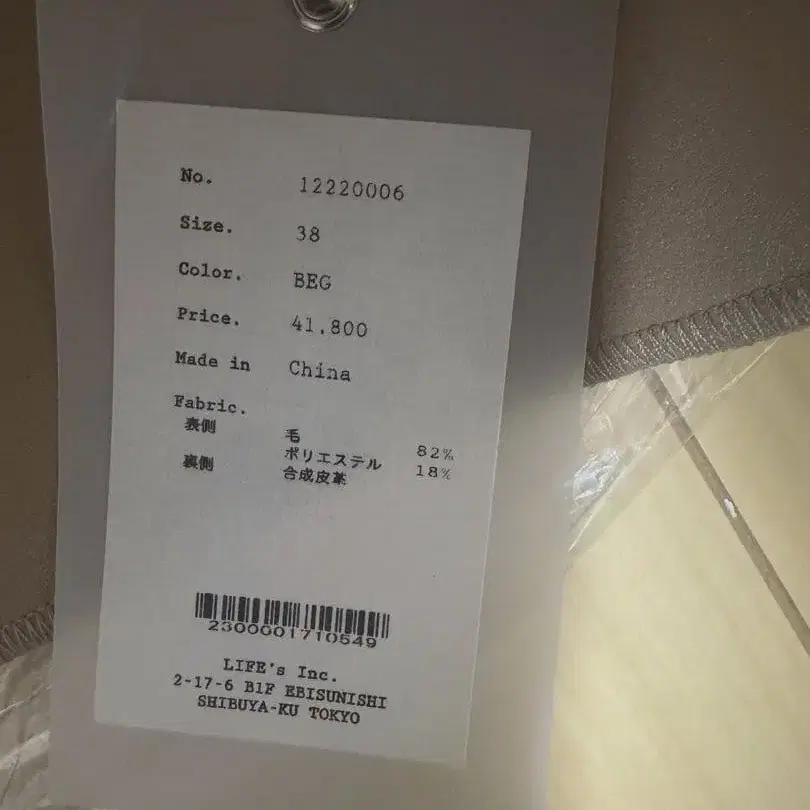 No. 12220006
Size. 38
Color. BEG
Price. 41,800
Made in China
Fabric.
表側 毛 82%
ポリエステル 18%
裏側 合成皮革
2300001710549
LIFE's Inc.
2-17-6 B1F EBISUNISHI
SHIBUYA-KU TOKYO